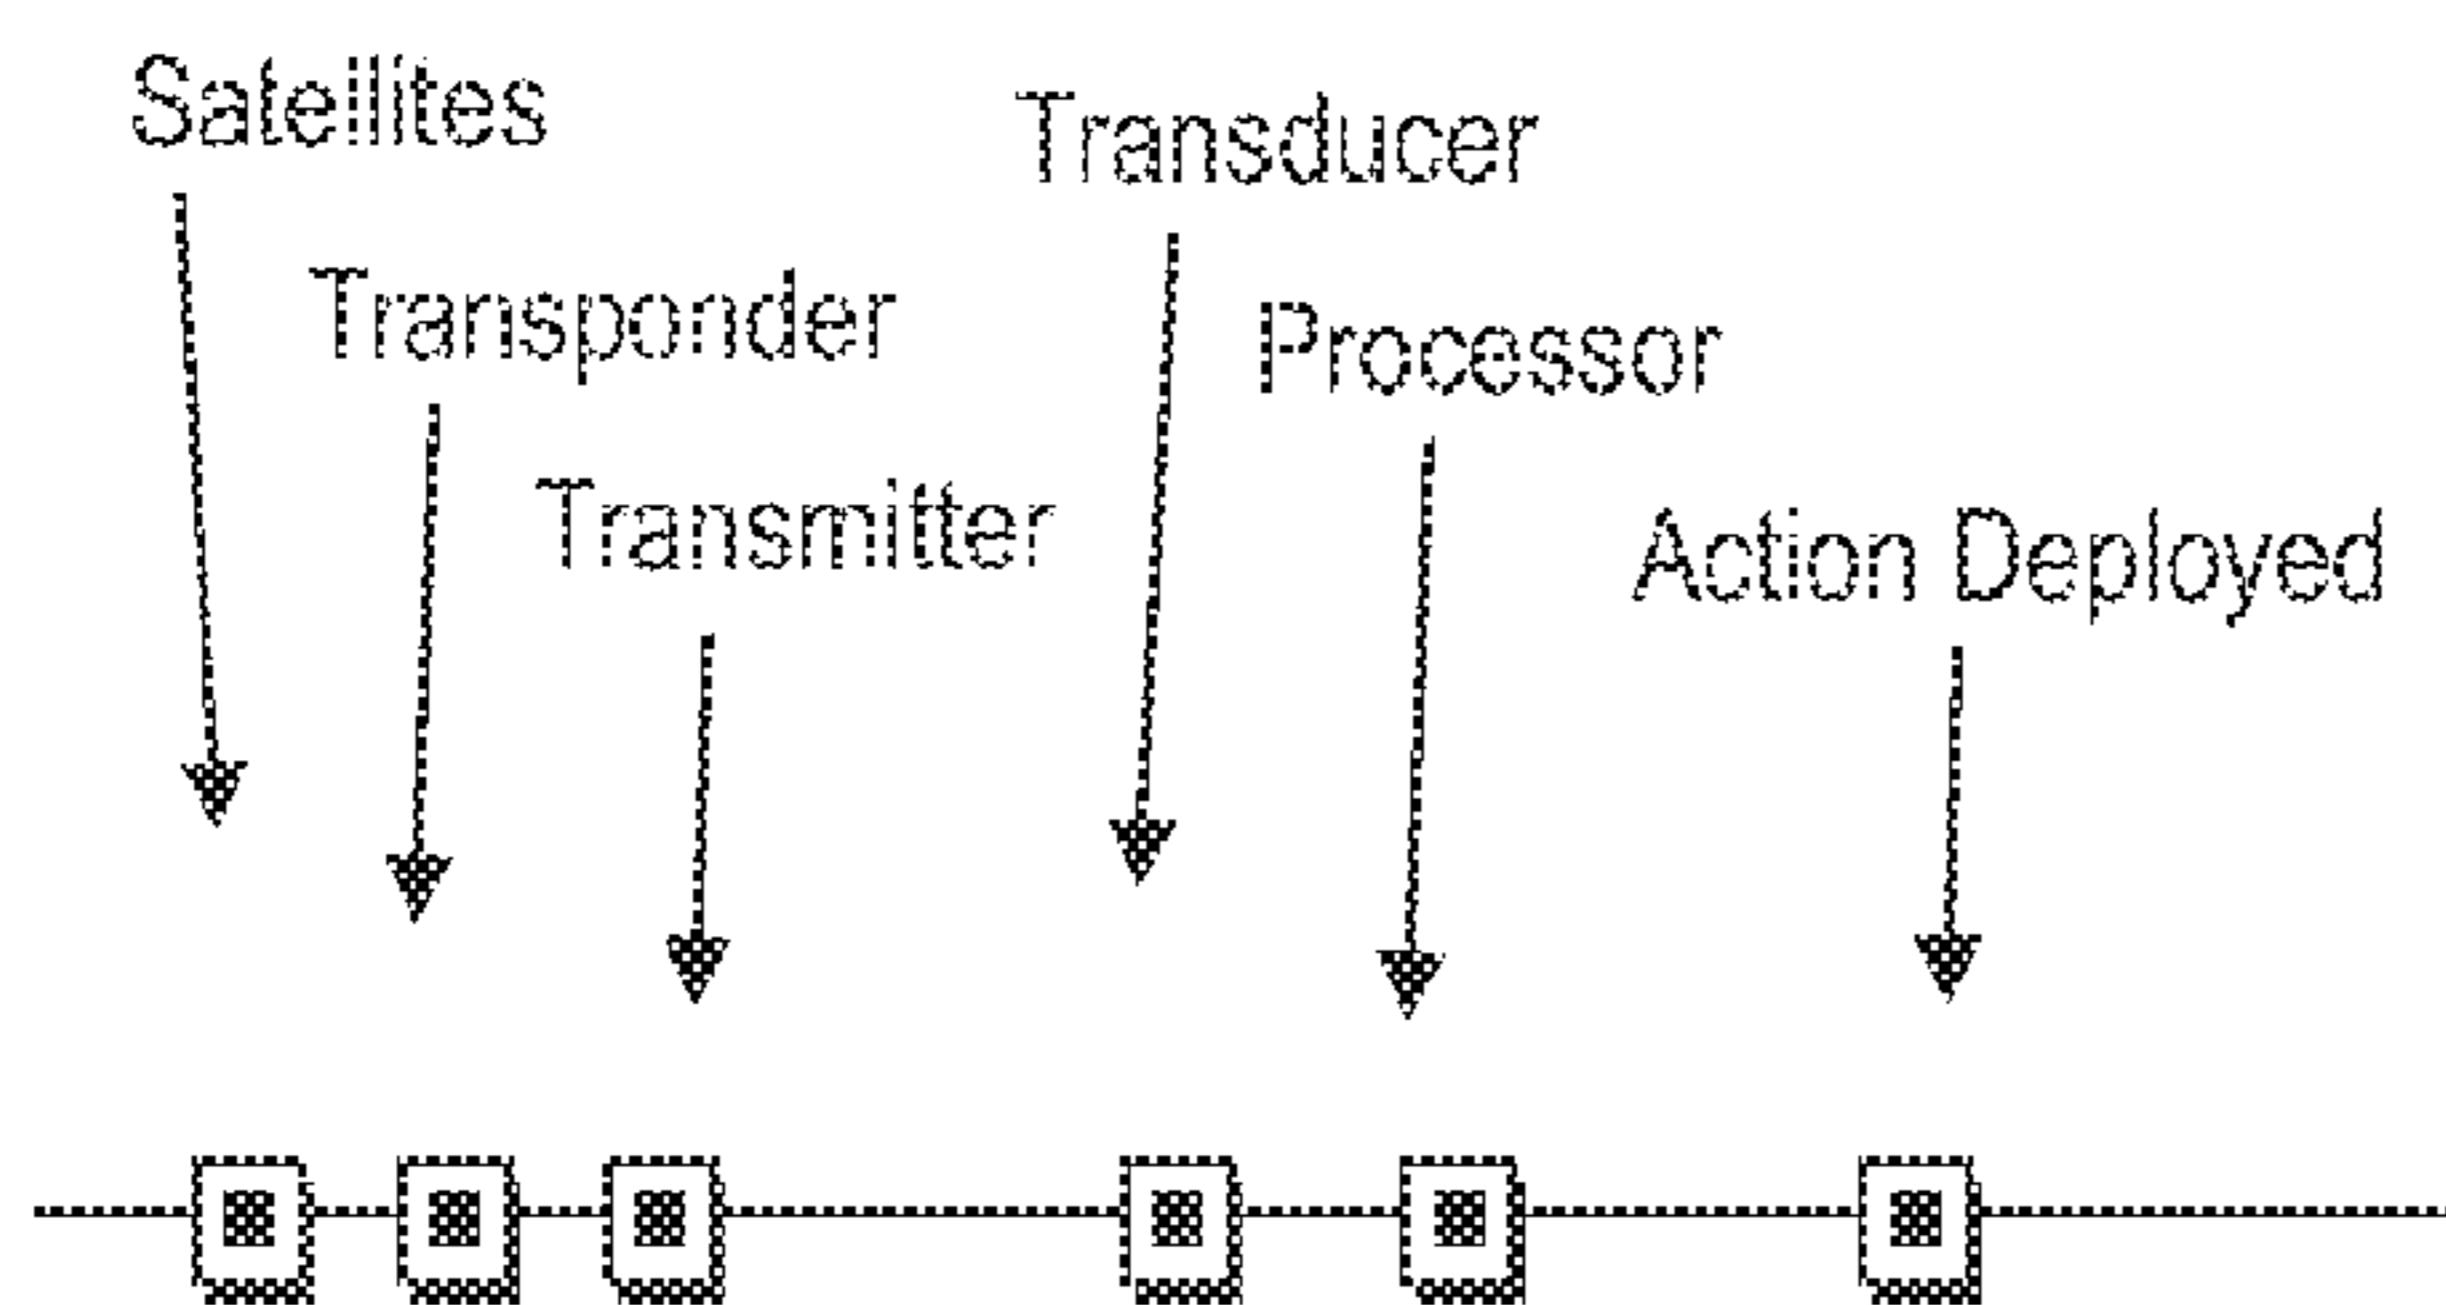 Satellites
Transducer
Transponder
Processor
Transmitter
Action Deployed